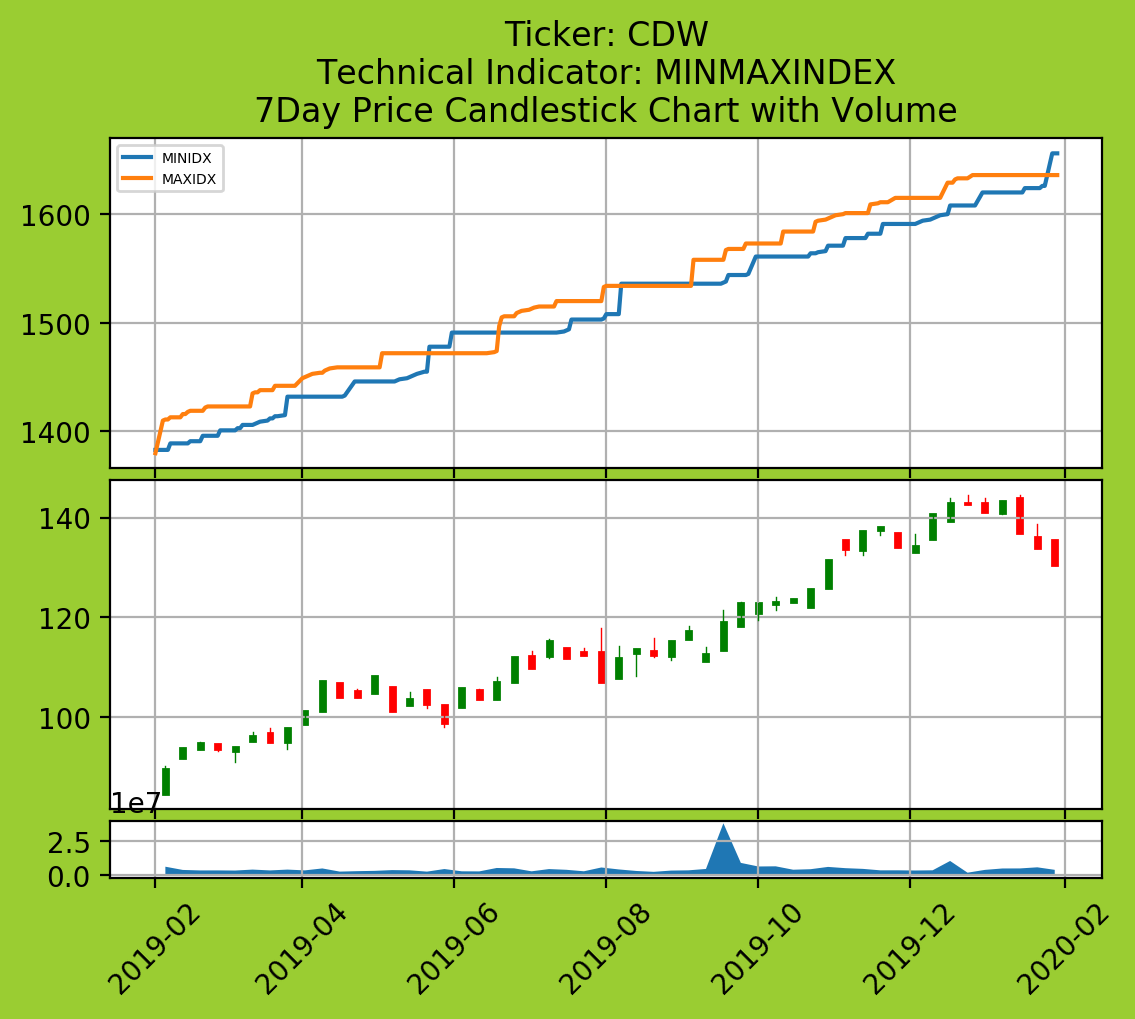 Ticker: CDW
Technical Indicator: MINMAXINDEX
7Day Price Candlestick Chart with Volume
MINIDX
MAXIDX
1600
1500
1400
140
120
100
1e7
2.5
0.0
2019-02
2019-04
2019-06
2019-08
2019-10
2019-12
2020-02